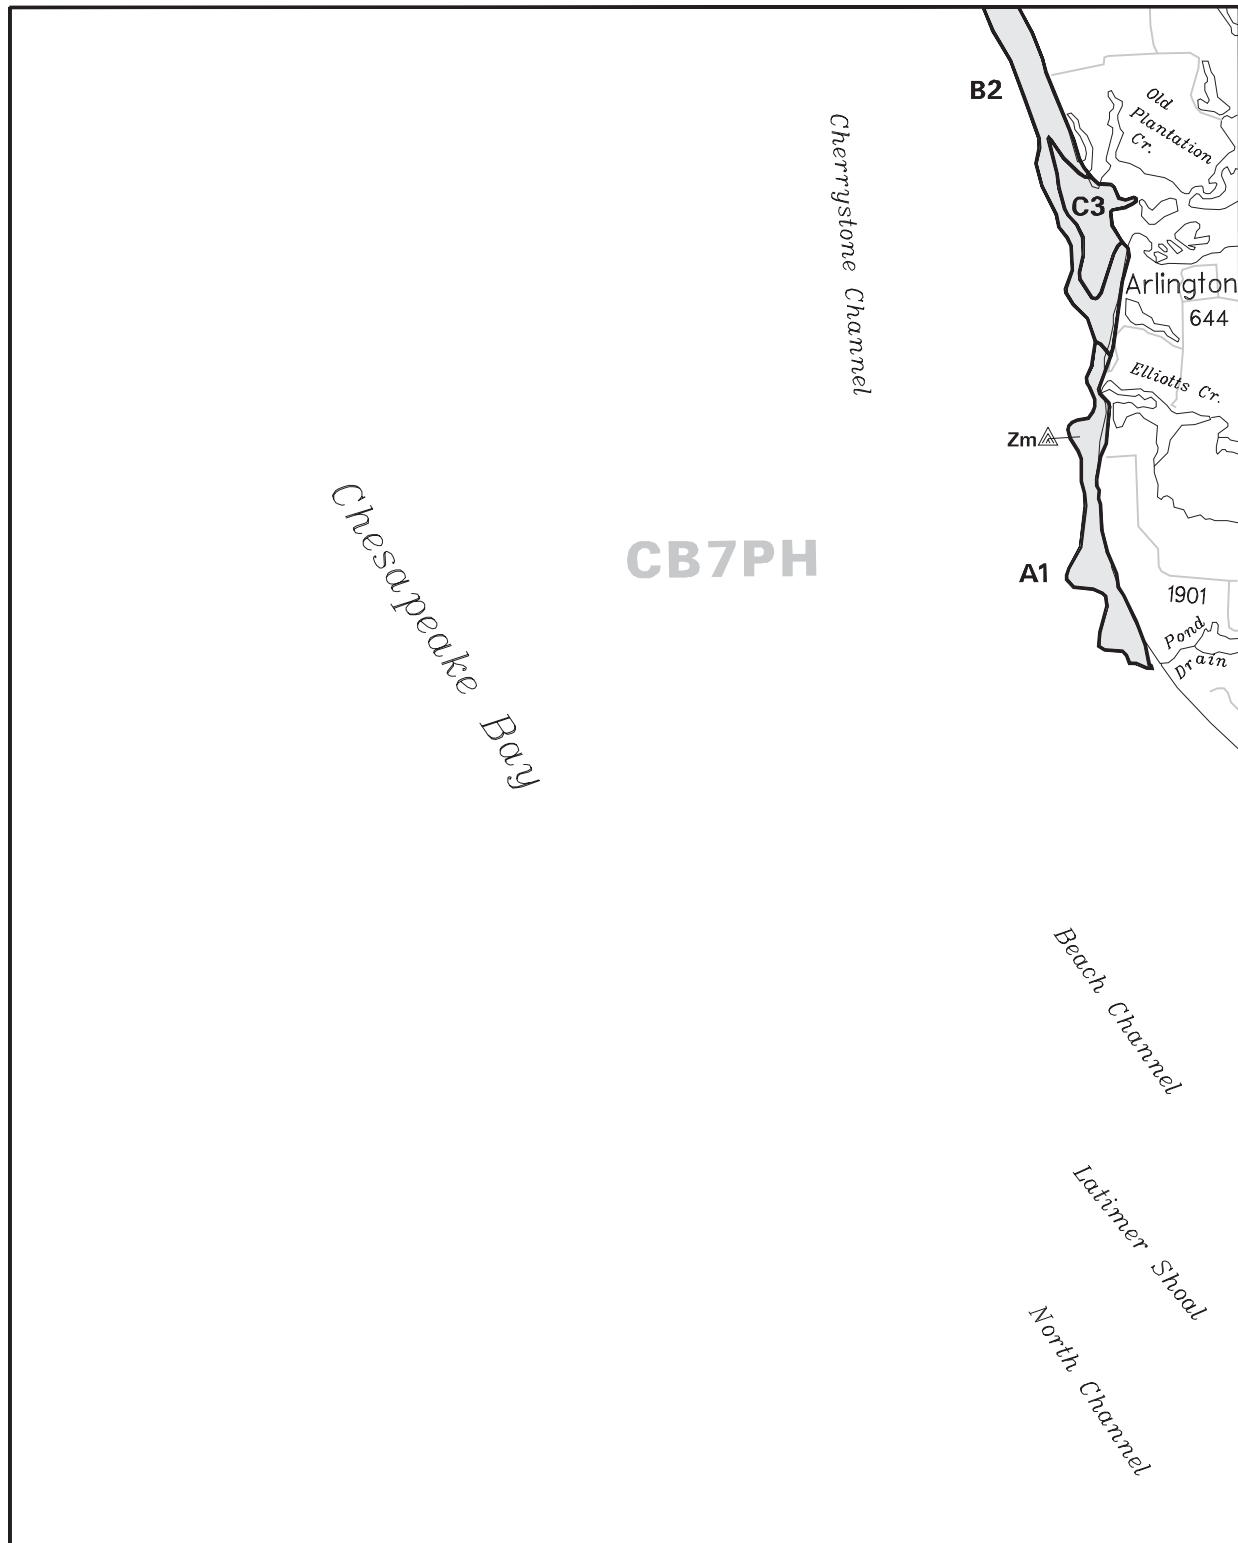 B2
Old
Plantation
Cr.
Cherrystone Channel
C3
Arlington
644
Elliotts Cr.
Zm
Chesapeake Bay
CB7PH
A1
1901
Pond
Drain
Beach Channel
Latimer Shoal
North Channel